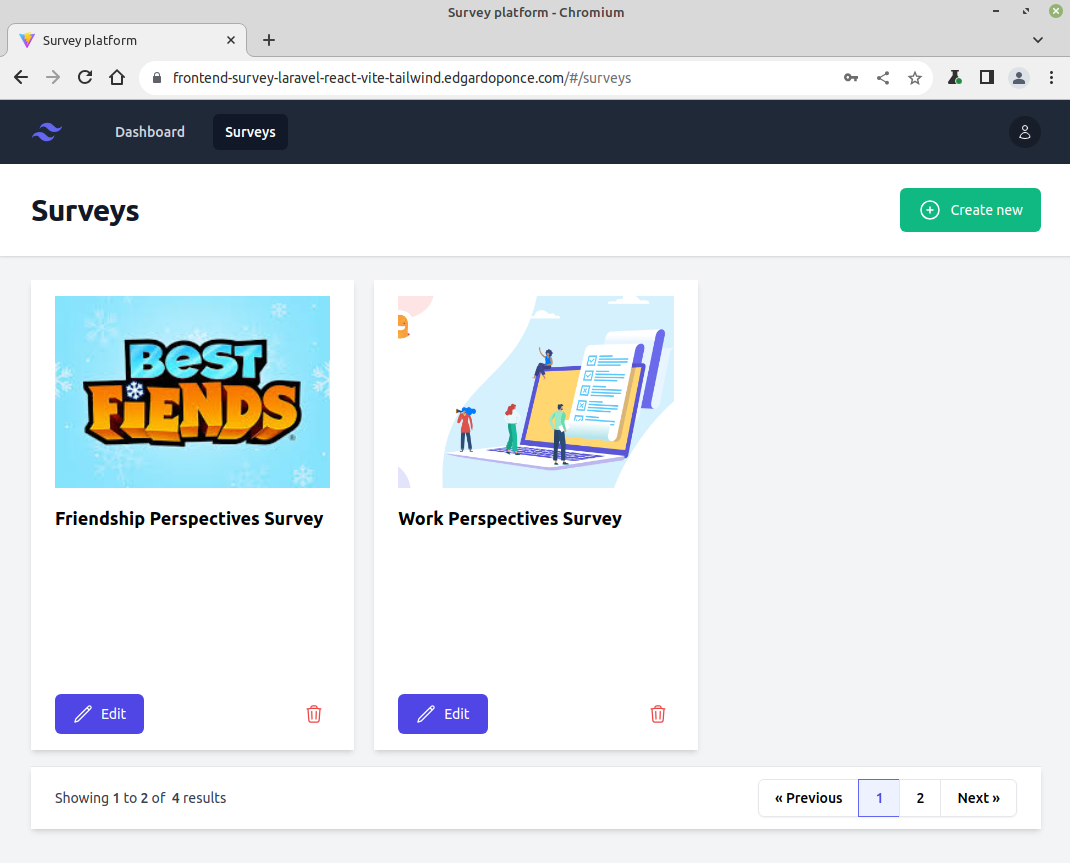 Survey platform - Chromium
Survey platform
frontend-survey-laravel-react-vite-tailwind.edgardoponce.com/#/surveys
Dashboard
Surveys
Surveys
Create new
BEST
FIENDS
Friendship Perspectives Survey
Work Perspectives Survey
Edit
Edit
Showing 1 to 2 of 4 results
« Previous
1
2
Next »